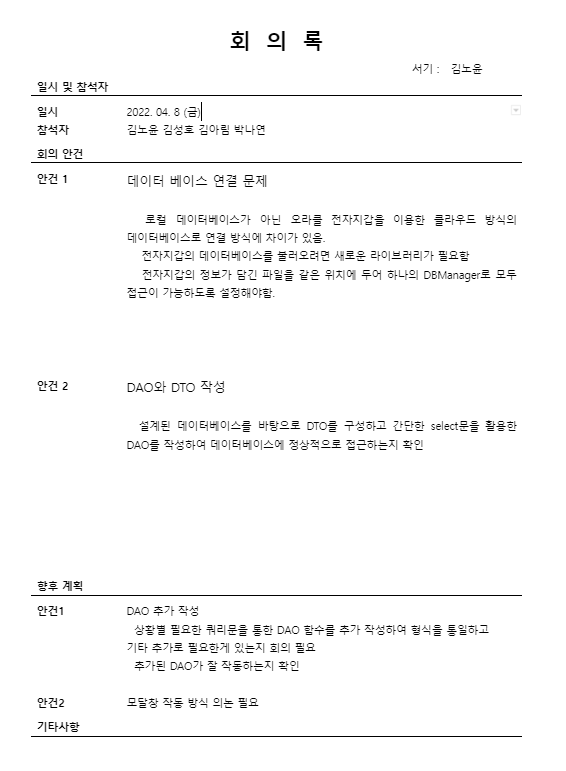 회 의 록
서기 : 김노윤
일시 및 참석자
일시 2022. 04. 8 (금)
참석자 김노윤 김성호 김아림 박나연
회의 안건
안건 1 데이터 베이스 연결 문제
로컬 데이터베이스가 아닌 오라클 전자지갑을 이용한 클라우드 방식의
데이터베이스로 연결 방식에 차이가 있음.
전자지갑의 데이터베이스를 불러오려면 새로운 라이브러리가 필요함
전자지갑의 정보가 담긴 파일을 같은 위치에 두어 하나의 DBManager로 모두
접근이 가능하도록 설정해야함.
안건 2 DAO와 DTO 작성
설계된 데이터베이스를 바탕으로 DTO를 구성하고 간단한 select문을 활용한
DAO를 작성하여 데이터베이스에 정상적으로 접근하는지 확인
향후 계획
안건1 DAO 추가 작성
상황별 필요한 쿼리문을 통한 DAO 함수를 추가 작성하여 형식을 통일하고
기타 추가로 필요한게 있는지 회의 필요
추가된 DAO가 잘 작동하는지 확인
안건2 모달창 작동 방식 의논 필요
기타사항